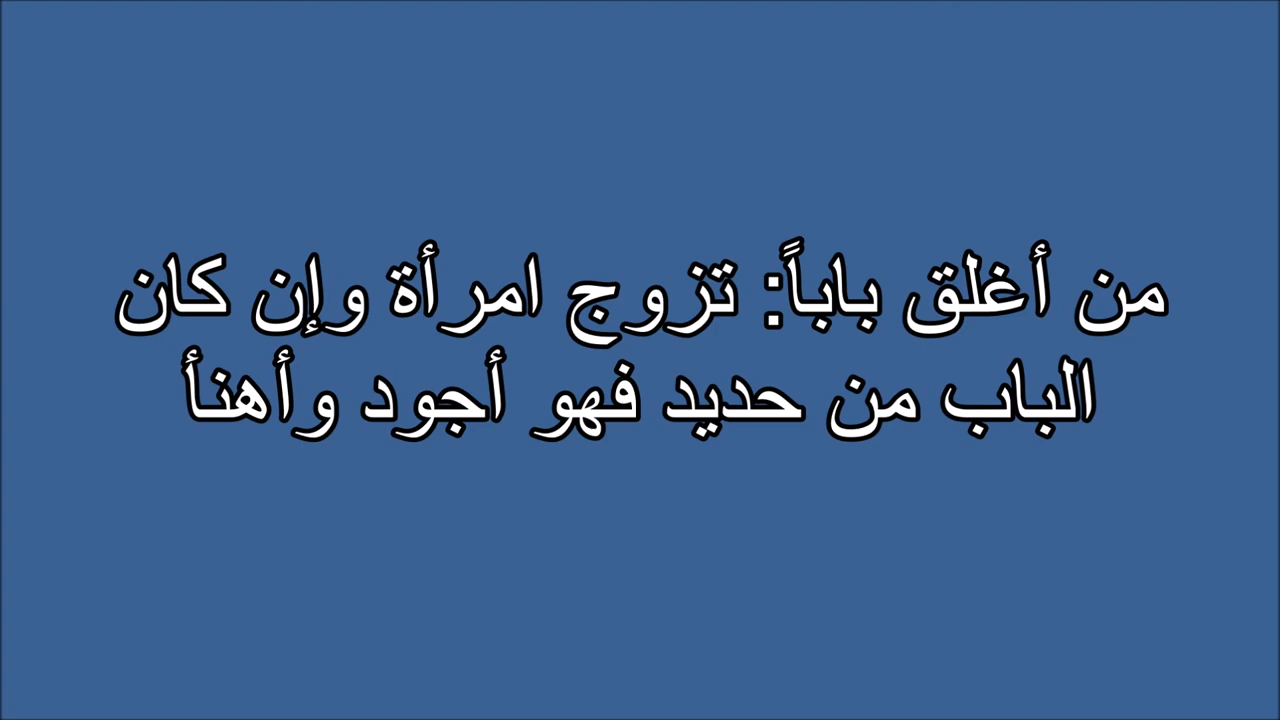 من أغلق باباً: تزوج امرأة وإن كان
الباب من حديد فهو أجود وأهنأ